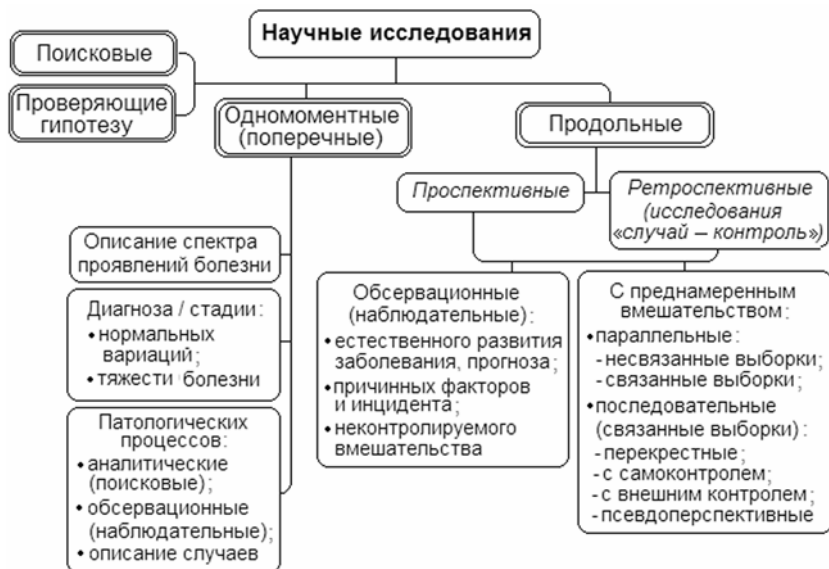 Научные исследования
Поисковые
Проверяющие
гипотезу
Одномоментные
(поперечные)
Продольные
Проспективные
Ретроспективные
(исследования
«случай – контроль»)
Описание спектра
проявлений болезни
Диагноза / стадии:
• нормальных
вариаций;
• тяжести болезни
Патологических
процессов:
• аналитические
(поисковые);
• обсервационные
(наблюдательные);
• описание случаев
Обсервационные
(наблюдательные):
• естественного развития
заболевания, прогноза;
• причинных факторов
и инцидента;
• неконтролируемого
вмешательства
С преднамеренным
вмешательством:
• параллельные:
- несвязанные выборки;
- связанные выборки;
• последовательные
(связанные выборки):
- перекрестные;
- с самоконтролем;
- с внешним контролем;
- псевдоперспективные